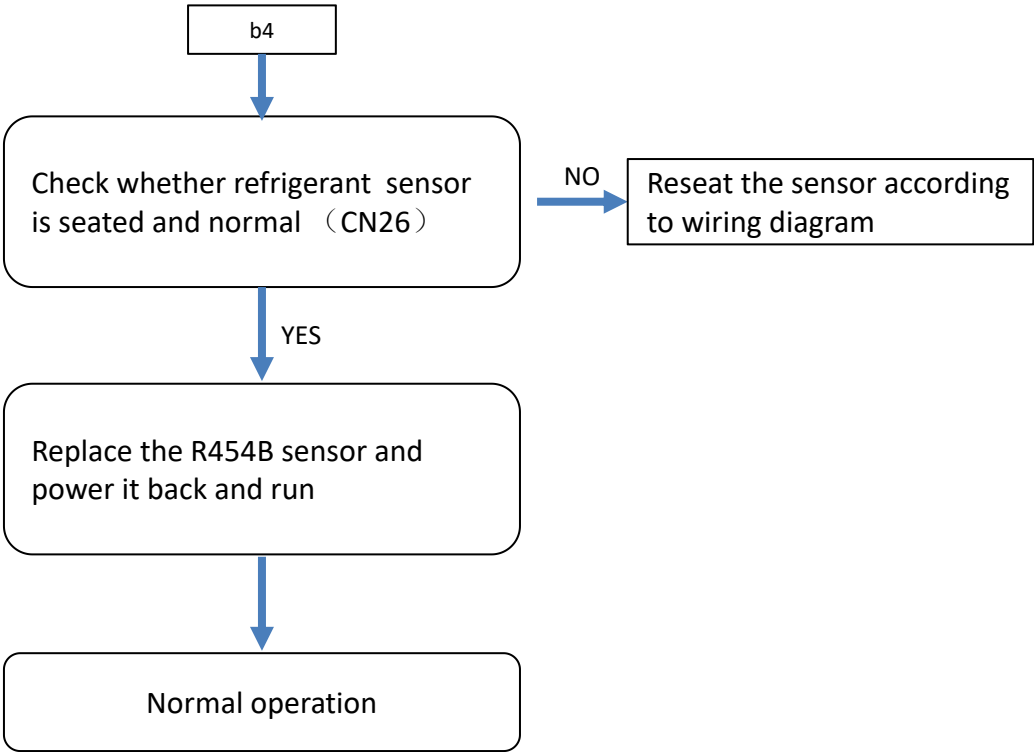 b4
Check whether refrigerant  sensor
is seated and normal （CN26）
NO
Reseat the sensor according
to wiring diagram
YES
Replace the R454B sensor and
power it back and run
Normal operation